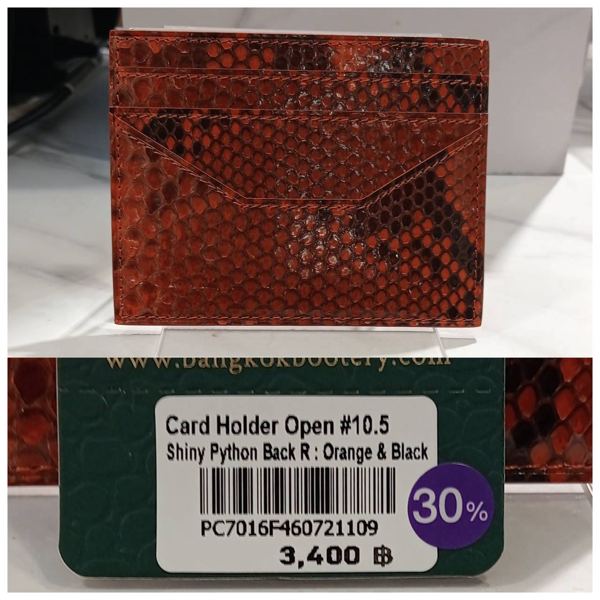 www.bangkokbootery.com
Card Holder Open #10.5
Shiny Python Back R : Orange & Black
PC7016F460721109
30%
3,400 ฿